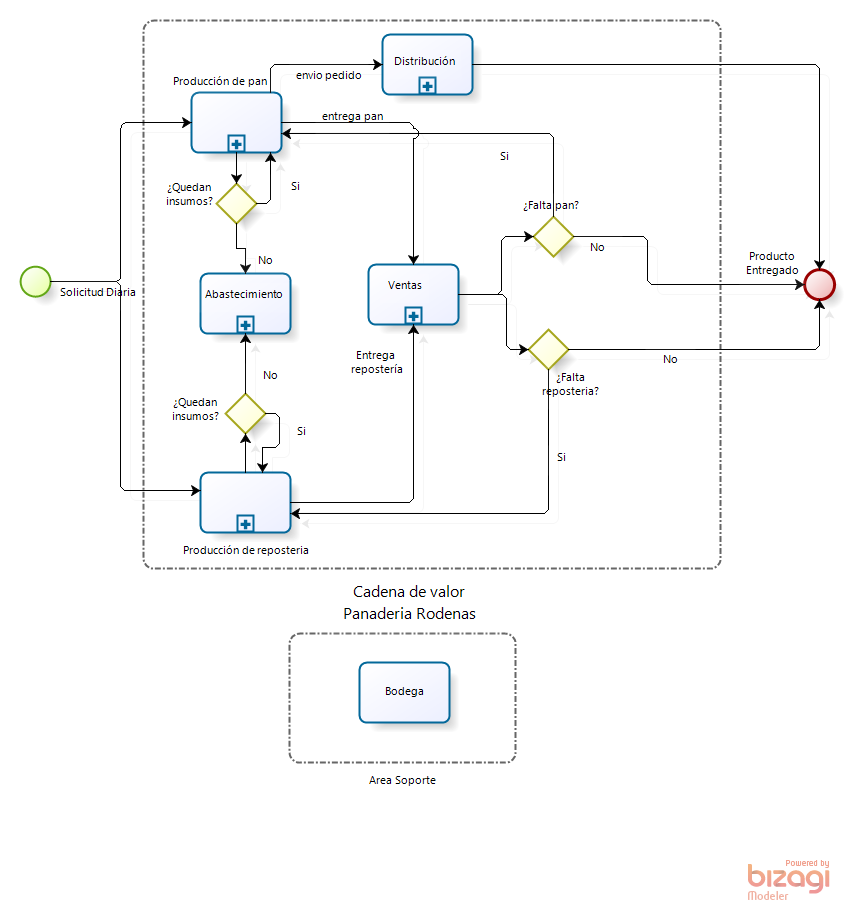 Distribución
Producción de pan
envio pedido
entrega pan
Si
¿Quedan
insumos?
Si
¿Falta pan?
No
No
Producto
Entregado
Solicitud Diaria
Abastecimiento
Ventas
Entrega
repostería
No
No
¿Falta
reposteria?
¿Quedan
insumos?
Si
Si
Producción de reposteria
Cadena de valor
Panaderia Rodenas
Bodega
Area Soporte
Powered by
bizagi
Modeler